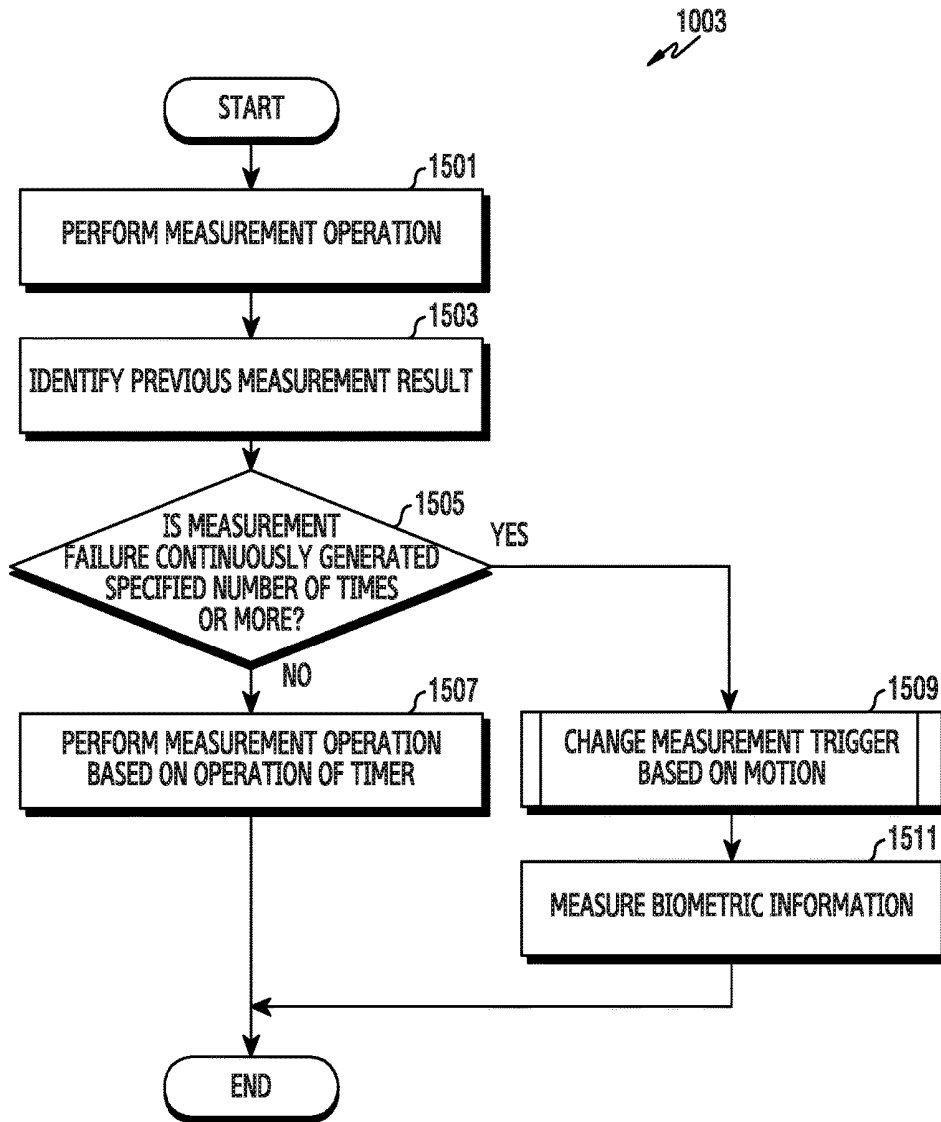 1003
START
1501
PERFORM MEASUREMENT OPERATION
1503
IDENTIFY PREVIOUS MEASUREMENT RESULT
1505
IS MEASUREMENT
FAILURE CONTINUOUSLY GENERATED
SPECIFIED NUMBER OF TIMES
OR MORE?
YES
NO
1507
PERFORM MEASUREMENT OPERATION
BASED ON OPERATION OF TIMER
1509
CHANGE MEASUREMENT TRIGGER
BASED ON MOTION
1511
MEASURE BIOMETRIC INFORMATION
END